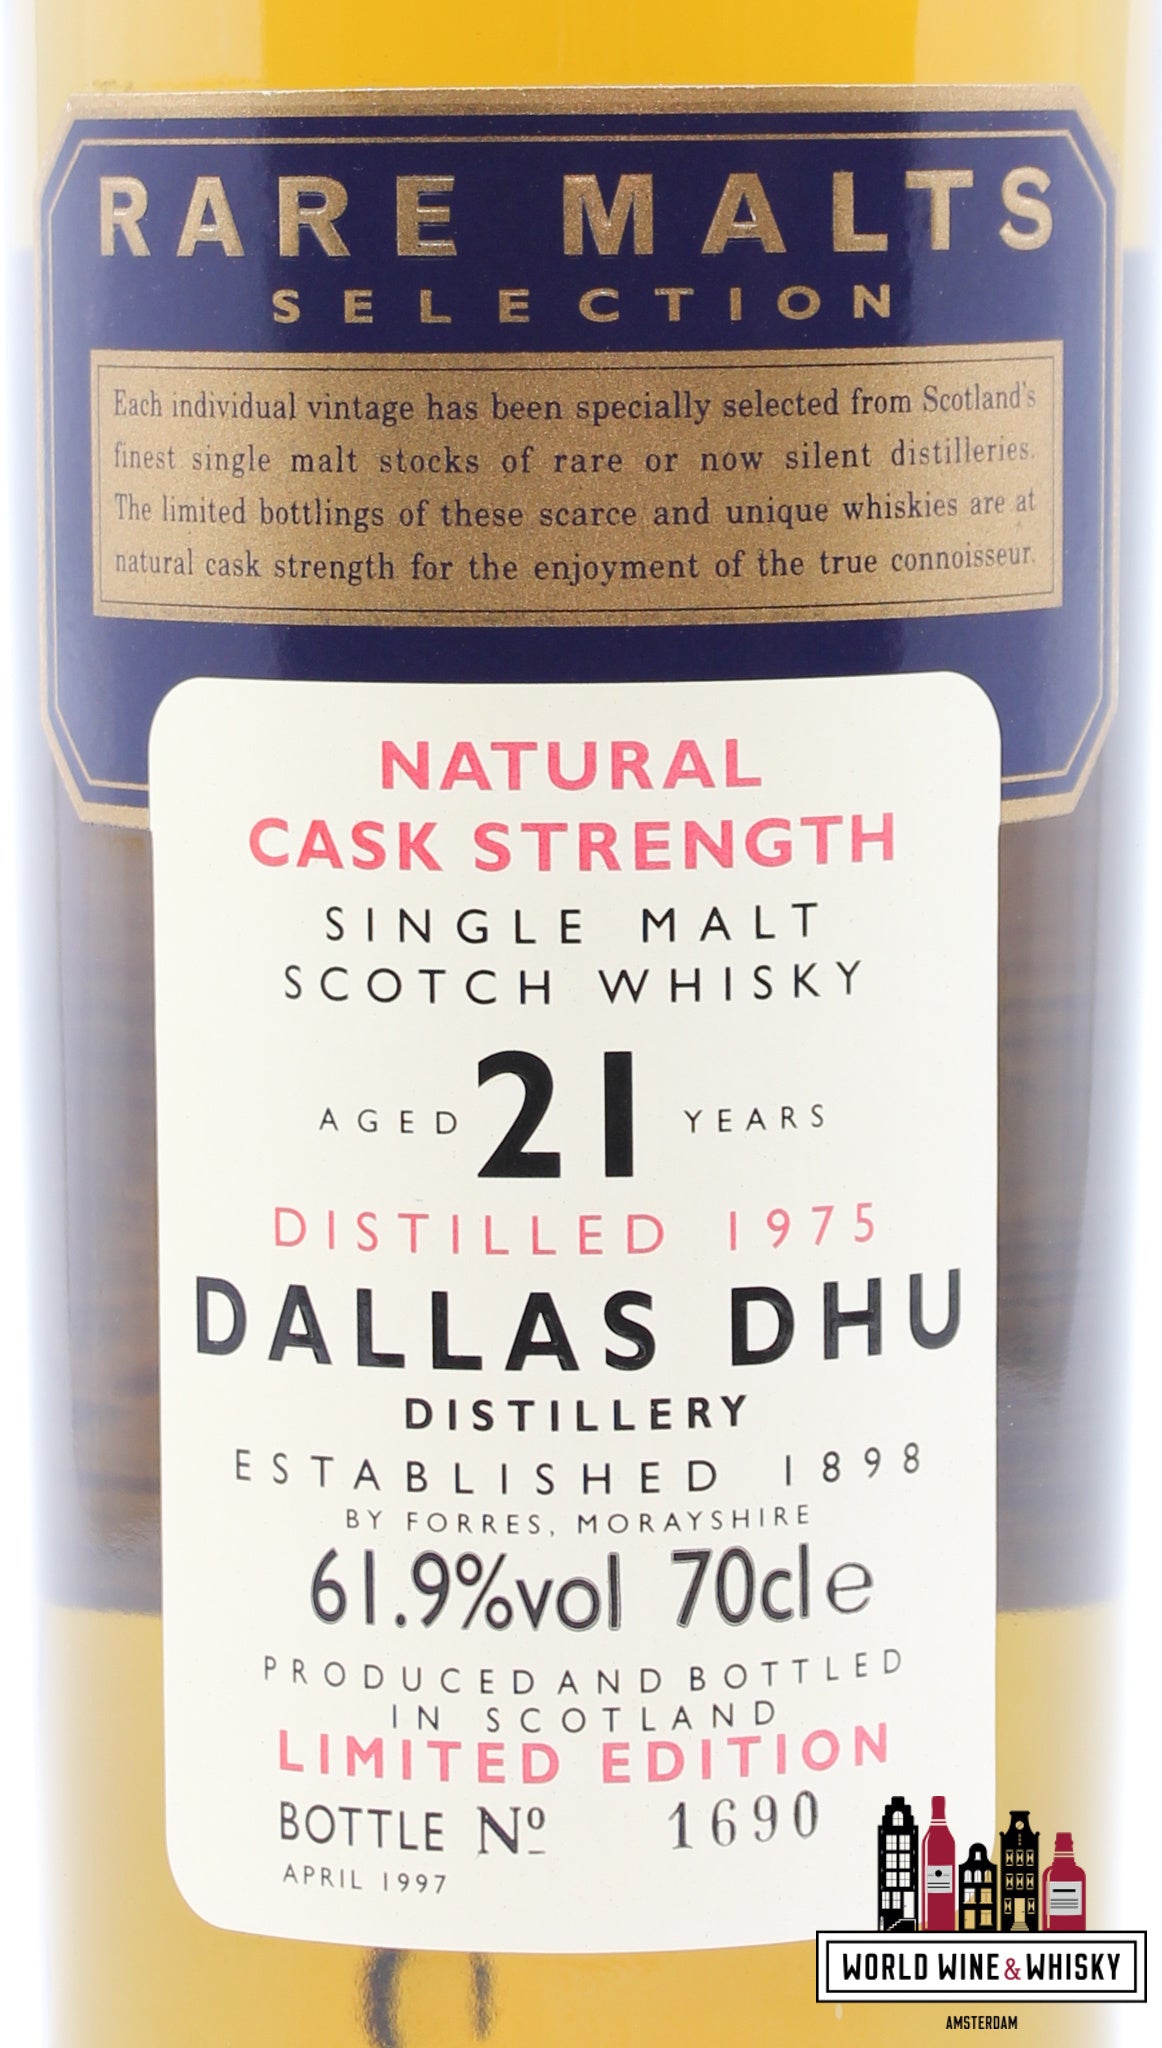 RARE MALTS
SELECTION
Each individual vintage has been specially selected from Scotland's
finest single malt stocks of rare or now silent distilleries.
The limited bottlings of these scarce and unique whiskies are at
natural cask strength for the enjoyment of the true connoisseur.
NATURAL
CASK STRENGTH
SINGLE MALT
SCOTCH WHISKY
AGED 21 YEARS
DISTILLED 1975
DALLAS DHU
DISTILLERY
ESTABLISHED 1898
BY FORRES, MORAYSHIRE
61.9%vol 70cl e
PRODUCED AND BOTTLED
IN SCOTLAND
LIMITED EDITION
BOTTLE Nº 1690
APRIL 1997
WORLD WINE & WHISKY
AMSTERDAM